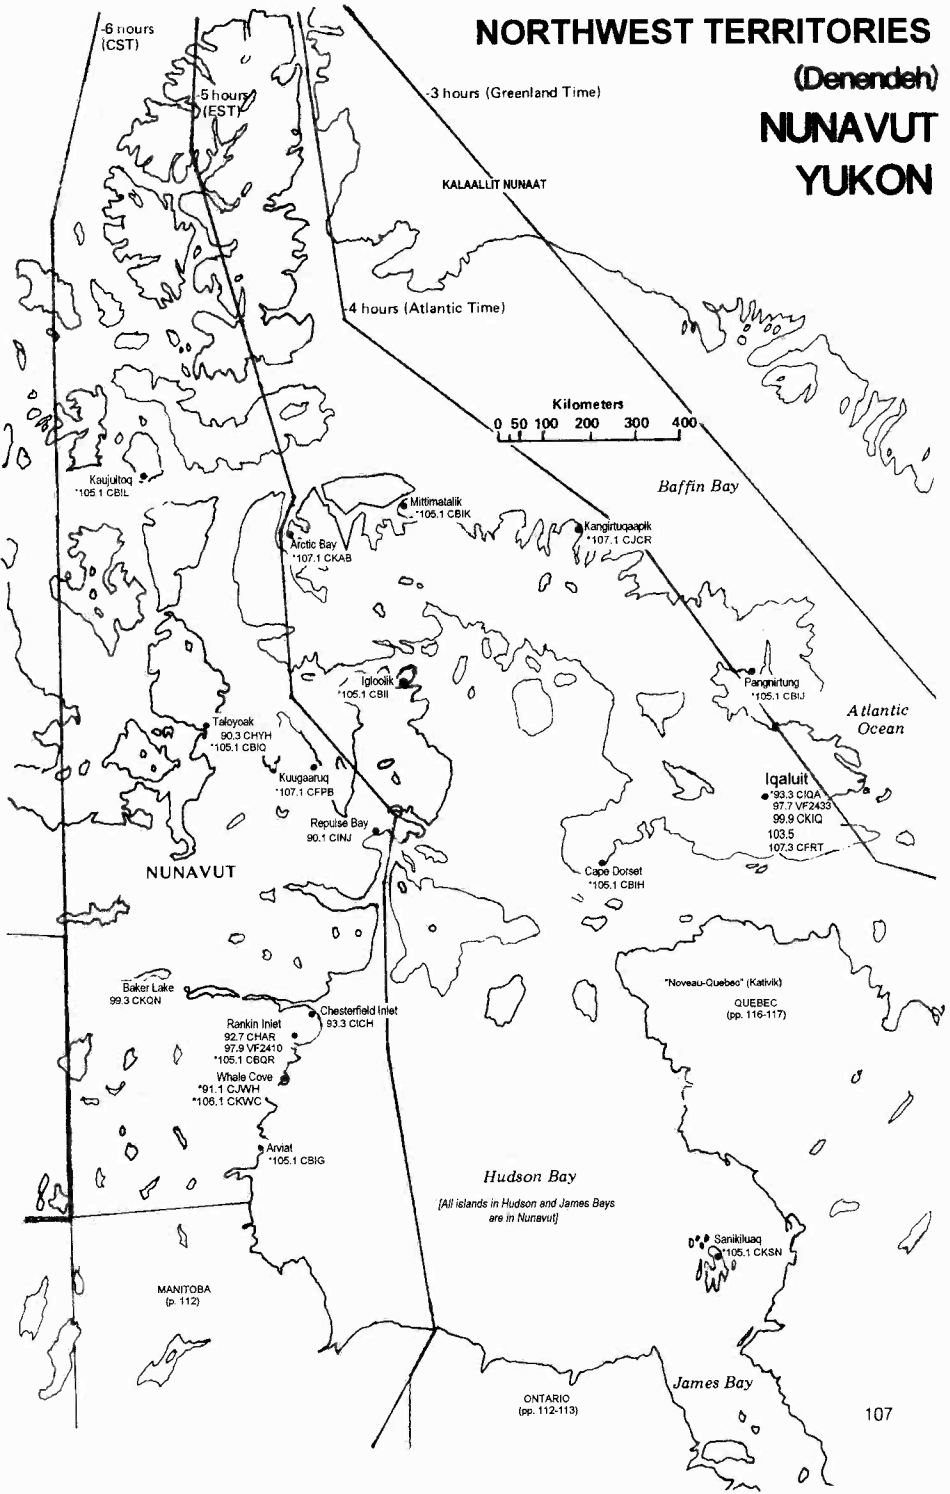 NORTHWEST TERRITORIES
(Denendeh)
NUNAVUT
YUKON
-6 hours
(CST)
-5 hours
(EST)
-3 hours (Greenland Time)
KALAALLIT NUNAAT
-4 hours (Atlantic Time)
Kilometers
0 50 100 200 300 400
Baffin Bay
Kaujuitoq
*105.1 CBIL
Mittimatalik
*105.1 CBIK
Kangirtuqaapik
*107.1 CJCR
Arctic Bay
*107.1 CKAB
Igloolik
*105.1 CBII
Pangnirtung
*105.1 CBIJ
Atlantic
Ocean
Taloyoak
90.3 CHYH
*105.1 CBIQ
Kuugaaruq
*107.1 CFPB
Iqaluit
*93.3 CIQA
97.7 VF2433
99.9 CKIQ
103.5
107.3 CFRT
Repulse Bay
90.1 CINJ
NUNAVUT
Cape Dorset
*105.1 CBIH
Baker Lake
99.3 CKQN
"Noveau-Quebec" (Kativik)
QUEBEC
(pp. 116-117)
Chesterfield Inlet
93.3 CICH
Rankin Inlet
92.7 CHAR
97.9 VF2410
*105.1 CBQR
Whale Cove
*91.1 CJWH
*106.1 CKWC
Arviat
*105.1 CBIG
Hudson Bay
[All islands in Hudson and James Bays
are in Nunavut]
Sanikiluaq
*105.1 CKSN
MANITOBA
(p. 112)
James Bay
ONTARIO
(pp. 112-113)
107